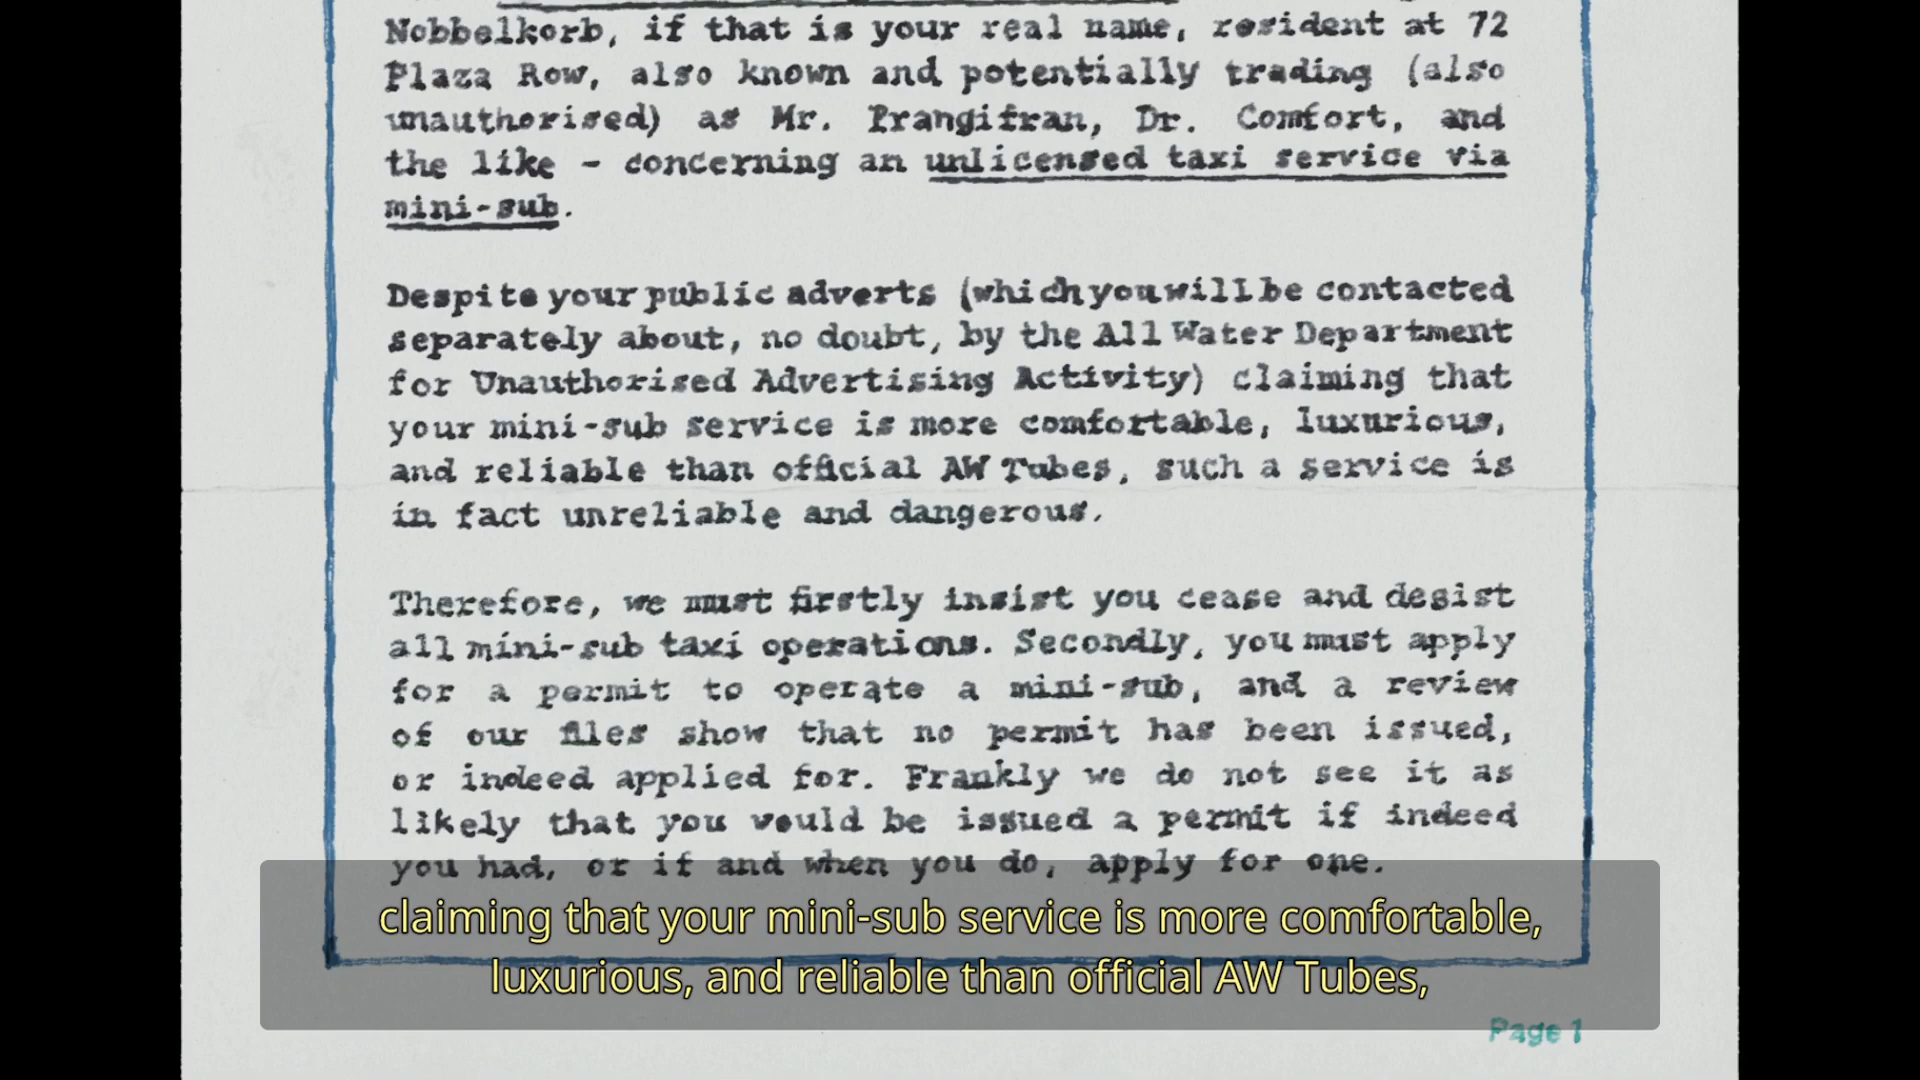 Nobbelkorb, if that is your real name, resident at 72
Plaza Row, also known and potentially trading (also
unauthorised) as Mr. Prangifran, Dr. Comfort, and
the like – concerning an unlicensed taxi service via
mini-sub.
Despite your public adverts (which you will be contacted
separately about, no doubt, by the All Water Department
for Unauthorised Advertising Activity) claiming that
your mini-sub service is more comfortable, luxurious,
and reliable than official AW Tubes, such a service is
in fact unreliable and dangerous.
Therefore, we must firstly insist you cease and desist
all mini-sub taxi operations. Secondly, you must apply
for a permit to operate a mini-sub, and a review
of our files show that no permit has been issued,
or indeed applied for. Frankly we do not see it as
likely that you would be issued a permit if indeed
you had, or if and when you do, apply for one.
claiming that your mini-sub service is more comfortable,
luxurious, and reliable than official AW Tubes,
Page 1